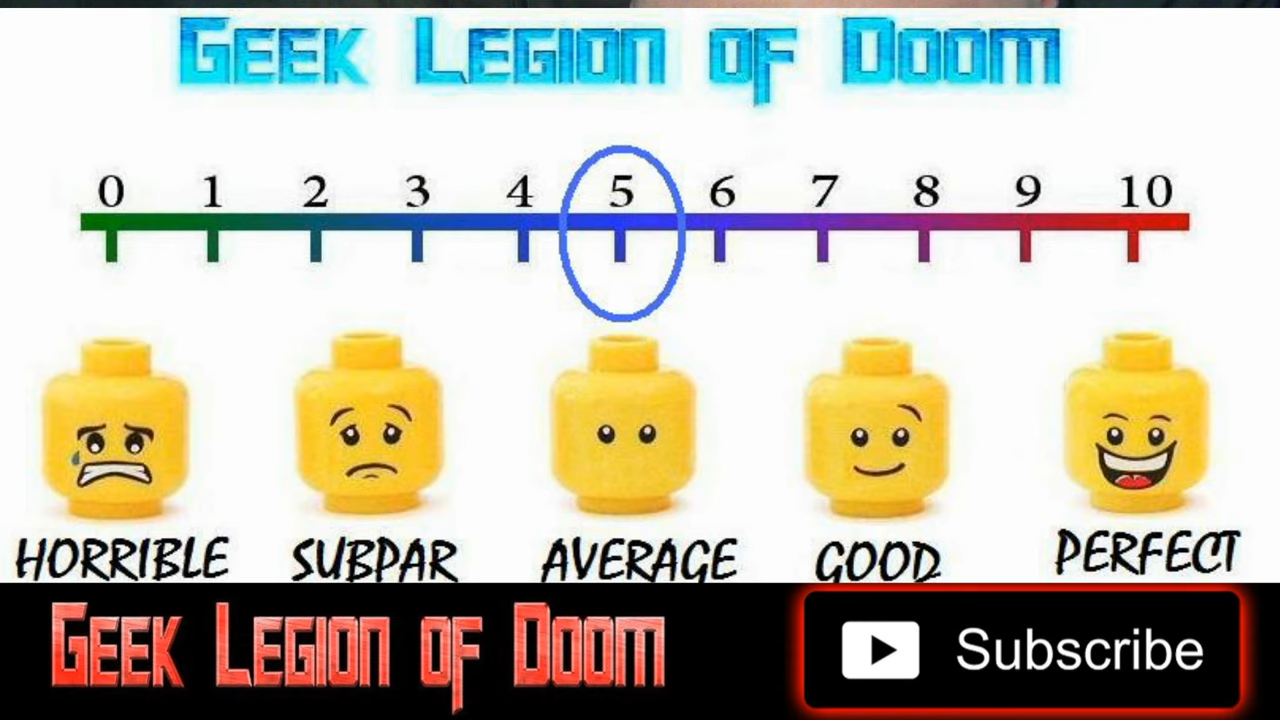 GEEK LEGION OF DOOM
0 1 2 3 4 5 6 7 8 9 10
HORRIBLE SUBPAR AVERAGE GOOD PERFECT
GEEK LEGION OF DOOM
Subscribe